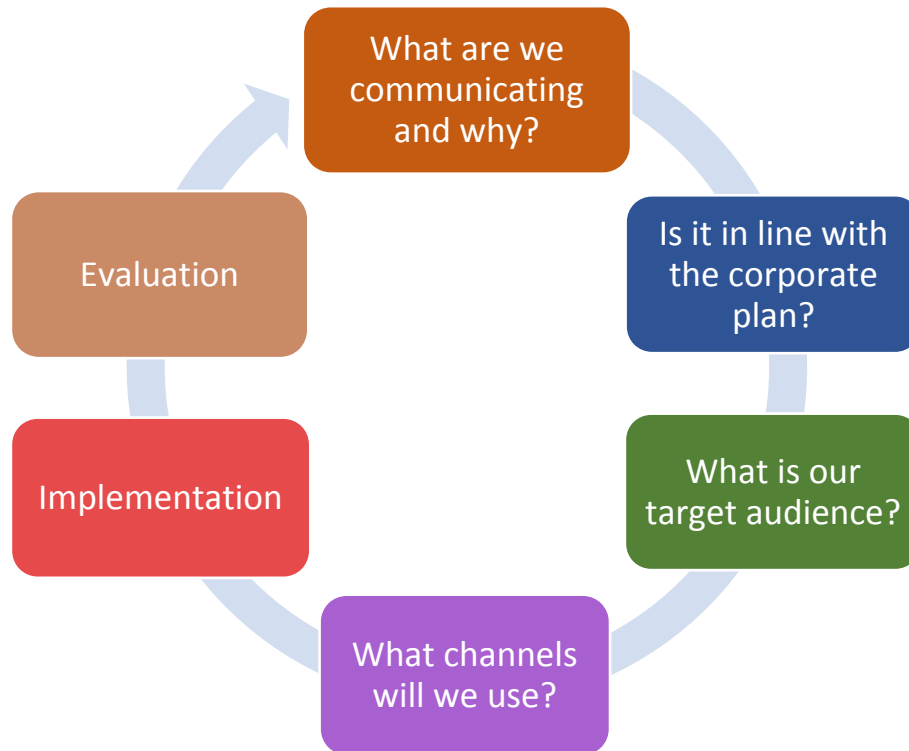 What are we
communicating
and why?
Is it in line with
the corporate
plan?
What is our
target audience?
What channels
will we use?
Implementation
Evaluation